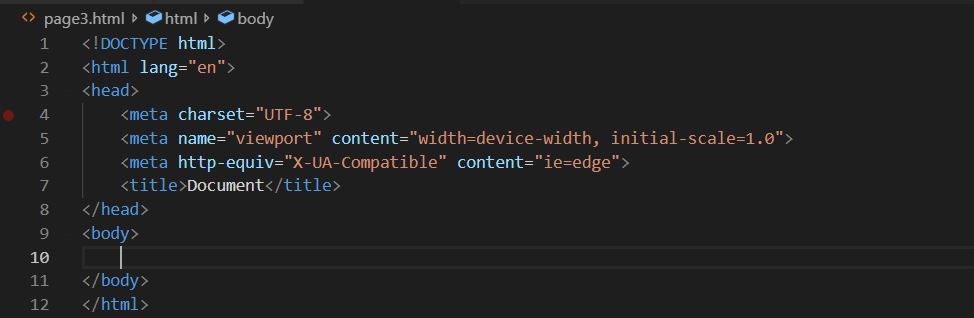 <> page3.html > html > body
1 <!DOCTYPE html>
2 <html lang="en">
3 <head>
4     <meta charset="UTF-8">
5     <meta name="viewport" content="width=device-width, initial-scale=1.0">
6     <meta http-equiv="X-UA-Compatible" content="ie=edge">
7     <title>Document</title>
8 </head>
9 <body>
10
11 </body>
12 </html>